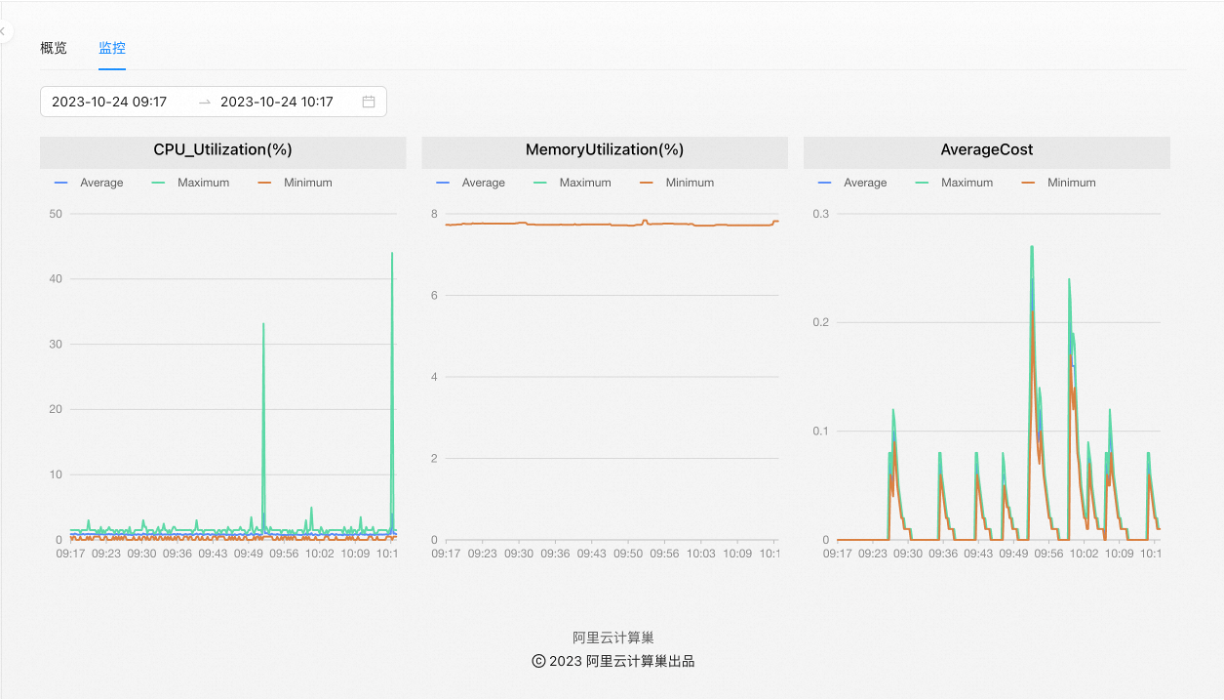 概览 监控
2023-10-24 09:17 → 2023-10-24 10:17
CPU_Utilization(%)
Average Maximum Minimum
50
40
30
20
10
0
09:17 09:23 09:30 09:36 09:43 09:49 09:56 10:02 10:09 10:1
MemoryUtilization(%)
Average Maximum Minimum
8
6
4
2
0
09:17 09:23 09:30 09:36 09:43 09:50 09:56 10:03 10:09 10:1
AverageCost
Average Maximum Minimum
0.3
0.2
0.1
0
09:17 09:23 09:30 09:36 09:43 09:49 09:56 10:02 10:09 10:1
阿里云计算巢
© 2023 阿里云计算巢出品